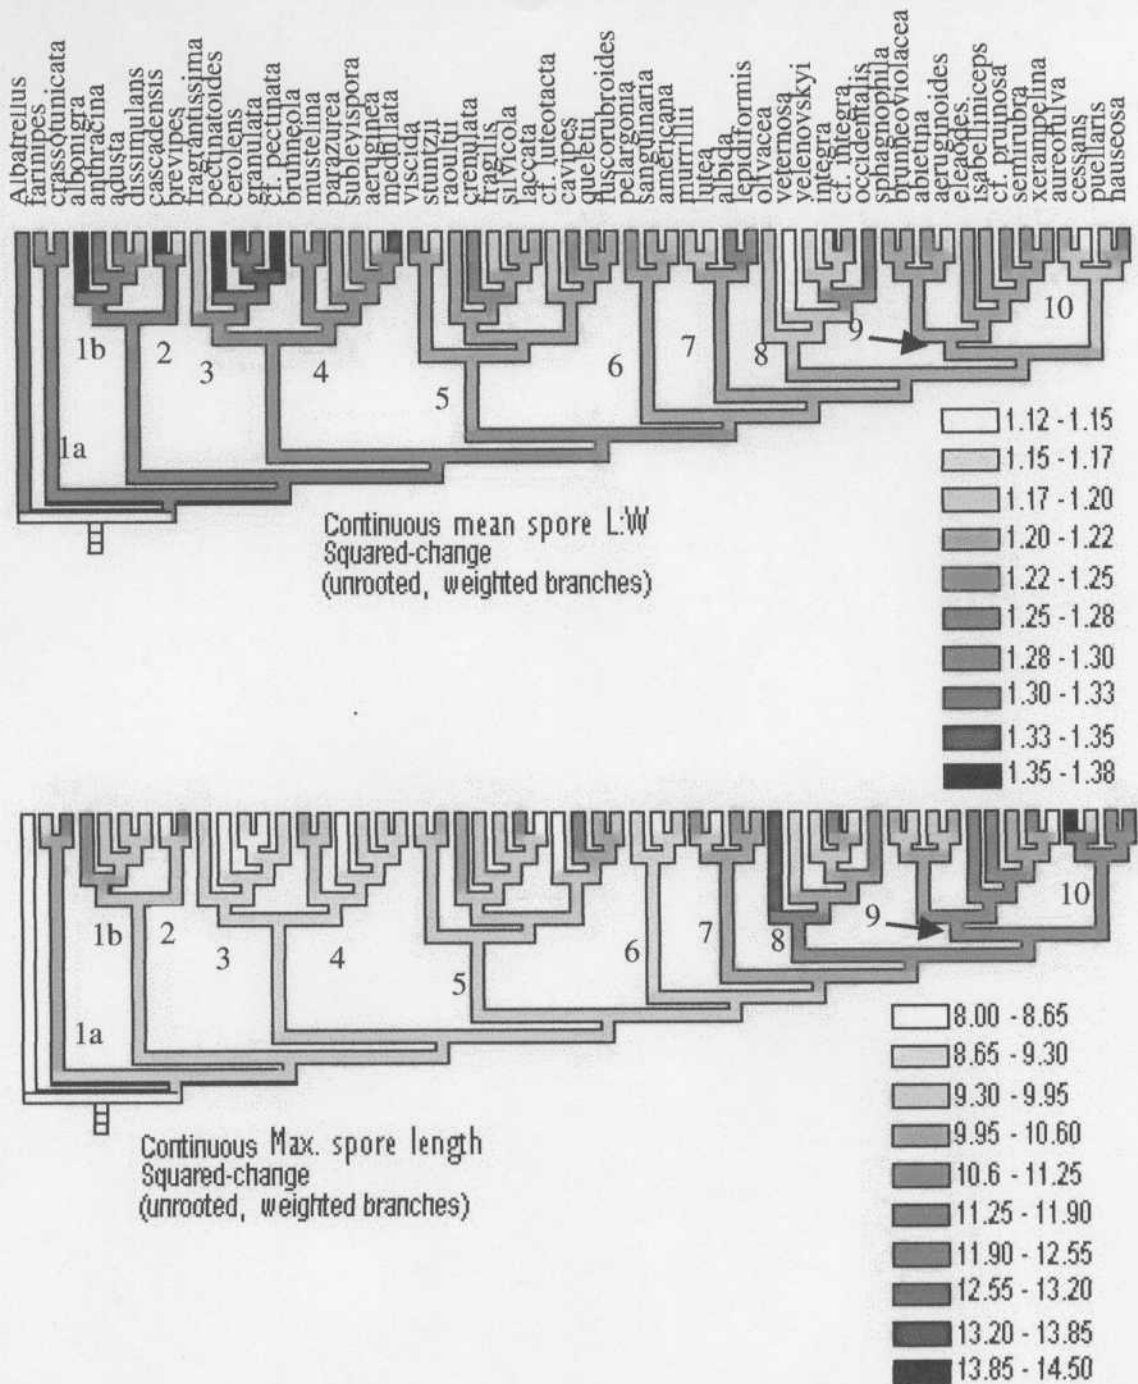 Albatrellus
farinipes
crassotunicata
albonigra
anthracina
adusta
dissimulans
cascadensis
brevipes
fragrantissima
pectinatoides
cerolens
granulata
cf. pectinata
brunneola
mustelina
parazurea
sublevispora
aeruginea
medullata
viscida
stuntzii
raoultii
crenulata
fragilis
silvicola
laccata
cf. luteotacta
cavipes
queletii
fuscorubroides
pelargonia
sanguinaria
americana
murrillii
lutea
albida
lepidiformis
olivacea
veternosa
velenovskyi
integra
cf. integra
occidentalis
sphagnophila
brunneoviolacea
abietina
aerugnoides
eleaodes.
isabelliniceps
cf. pruinosa
semirubra
xerampelina
aureofulva
cessans
puellaris
nauseosa
1a
1b
2
3
4
5
6
7
8
9
10
Continuous mean spore L:W
Squared-change
(unrooted, weighted branches)
1.12 - 1.15
1.15 - 1.17
1.17 - 1.20
1.20 - 1.22
1.22 - 1.25
1.25 - 1.28
1.28 - 1.30
1.30 - 1.33
1.33 - 1.35
1.35 - 1.38
1a
1b
2
3
4
5
6
7
8
9
10
Continuous Max. spore length
Squared-change
(unrooted, weighted branches)
8.00 - 8.65
8.65 - 9.30
9.30 - 9.95
9.95 - 10.60
10.6 - 11.25
11.25 - 11.90
11.90 - 12.55
12.55 - 13.20
13.20 - 13.85
13.85 - 14.50